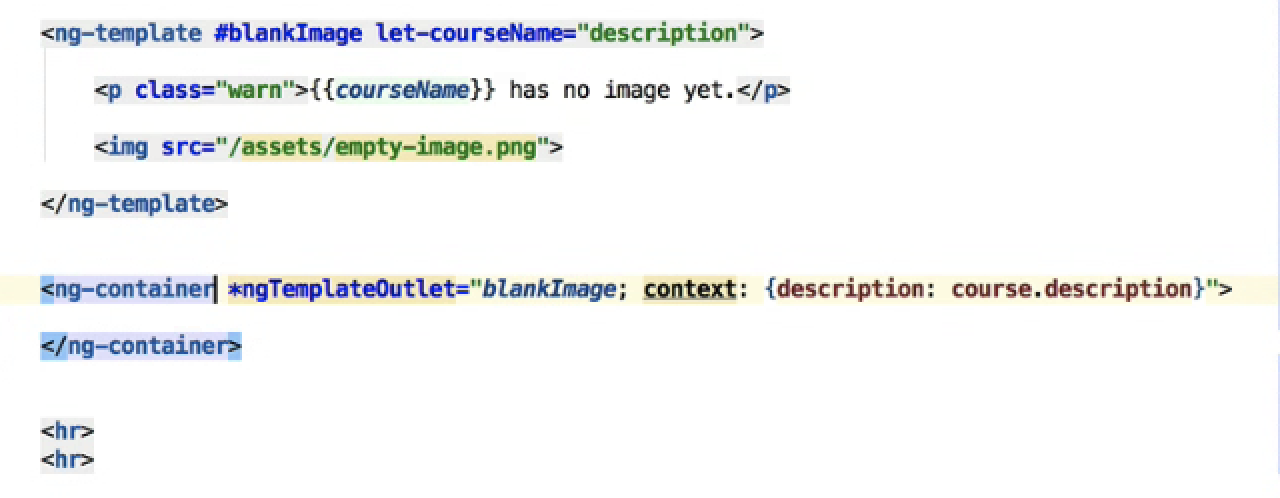 <ng-template #blankImage let-courseName="description">
<p class="warn">{{courseName}} has no image yet.</p>
<img src="/assets/empty-image.png">
</ng-template>
<ng-container *ngTemplateOutlet="blankImage; context: {description: course.description}">
</ng-container>
<hr>
<hr>